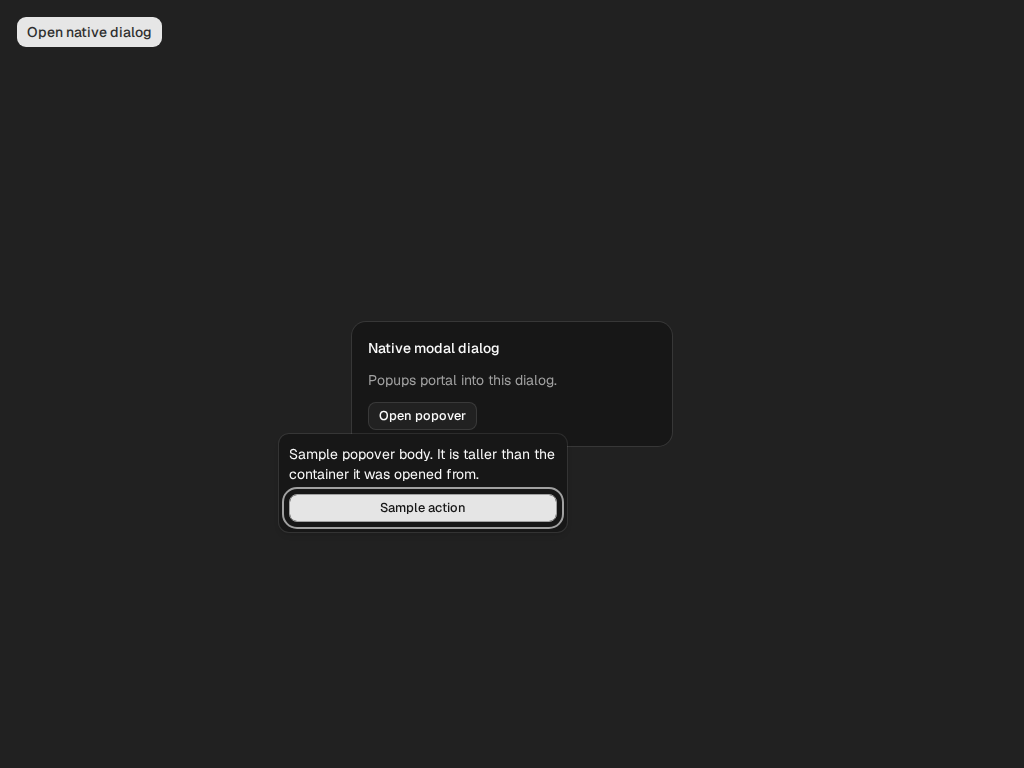 Open native dialog
Native modal dialog
Popups portal into this dialog.
Open popover
Sample popover body. It is taller than the
container it was opened from.
Sample action